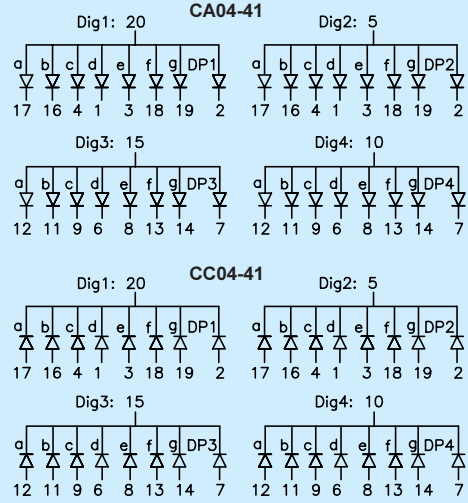 CA04-41
Dig1: 20 Dig2: 5
a b c d e f g DP1 a b c d e f g DP2
17 16 4 1 3 18 19 2 17 16 4 1 3 18 19 2
Dig3: 15 Dig4: 10
a b c d e f g DP3 a b c d e f g DP4
12 11 9 6 8 13 14 7 12 11 9 6 8 13 14 7
CC04-41
Dig1: 20 Dig2: 5
a b c d e f g DP1 a b c d e f g DP2
17 16 4 1 3 18 19 2 17 16 4 1 3 18 19 2
Dig3: 15 Dig4: 10
a b c d e f g DP3 a b c d e f g DP4
12 11 9 6 8 13 14 7 12 11 9 6 8 13 14 7